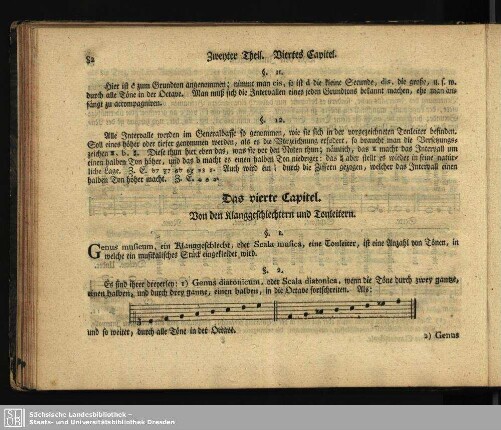 82
Zweyter Theil. Viertes Capitel.
§. 11.
Hier ist c zum Grundton angenommen; nimmt man cis, so ist d die kleine Secunde, dis, die große, u. s. w.
durch alle Töne in der Octave. Man muß sich die Intervallen eines jeden Grundtons bekannt machen, ehe man an-
fängt zu accompagniren.
§. 12.
Alle Intervalle werden im Generalbasse so genommen, wie sie sich in der vorgezeichneten Tonleiter befinden.
Soll eines höher oder tiefer genommen werden, als es die Vorzeichnung erfodert, so braucht man die Versetzungs-
zeichen x. b. ♮. Diese thun hier eben das, was sie vor den Noten thun; nämlich, das x macht das Intervall um
einen halben Ton höher, und das b macht es einen halben Ton niedriger: das ♮ aber stellt es wieder in seine natür-
liche Lage. Z. E. Auch wird ein durch die Ziffern gezogen, welcher das Intervall einen
halben Ton höher macht. Z. E.
Das vierte Capitel.
Von den Klanggeschlechtern und Tonleitern.
§. 1.
Genus musicum, ein Klanggeschlecht, oder Scala musica, eine Tonleiter, ist eine Anzahl von Tönen, in
welche ein musikalisches Stück eingekleidet wird.
§. 2.
Es sind ihrer dreyerley: 1) Genus diatonicum, oder Scala diatonica, wenn die Töne durch zwey gantze,
einen halben, und durch drey gantze, einen halben, in die Octave fortschreiten. Als:
und so weiter, durch alle Töne in der Octave.
2) Genus
SLUB
Sächsische Landesbibliothek –
Staats- und Universitätsbibliothek Dresden